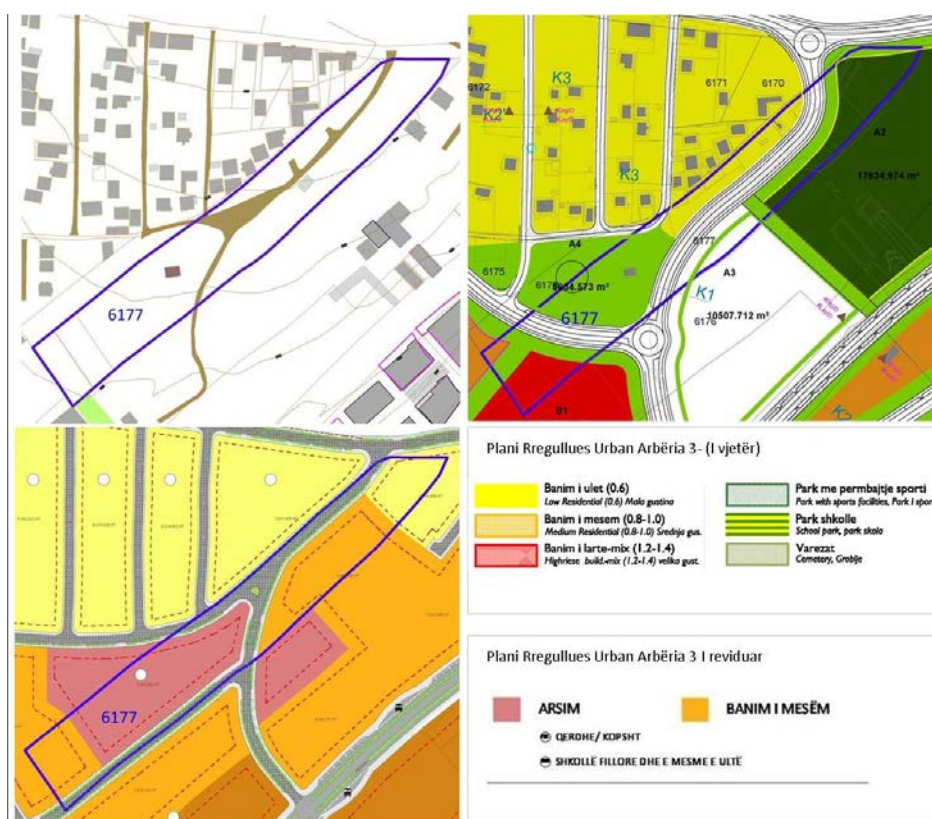 6177
6172
K3
6171
6170
K2
K3
A2
17834.974 m²
A4
6177
6175
A3
6177
K1
10507.712 m²
6176
B1
K2
6177
Plani Rregullues Urban Arbëria 3- (I vjetër)
Banim i ulet (0.6)
Low Residential (0.6) Mala gustina
Banim i mesem (0.8-1.0)
Medium Residential (0.8-1.0) Srednja gus.
Banim i larte-mix (1.2-1.4)
Highriese build.-mix (1.2-1.4) velika gust.
Park me permbajtje sporti
Park with sports facilities, Park i spor
Park shkolle
School park, park skola
Varezat
Cemetery, Groblje
Plani Rregullues Urban Arbëria 3 I reviduar
ARSIM
BANIM I MESËM
QERDHE/ KOPSHT
SHKOLLË FILLORE DHE E MESME E ULTË